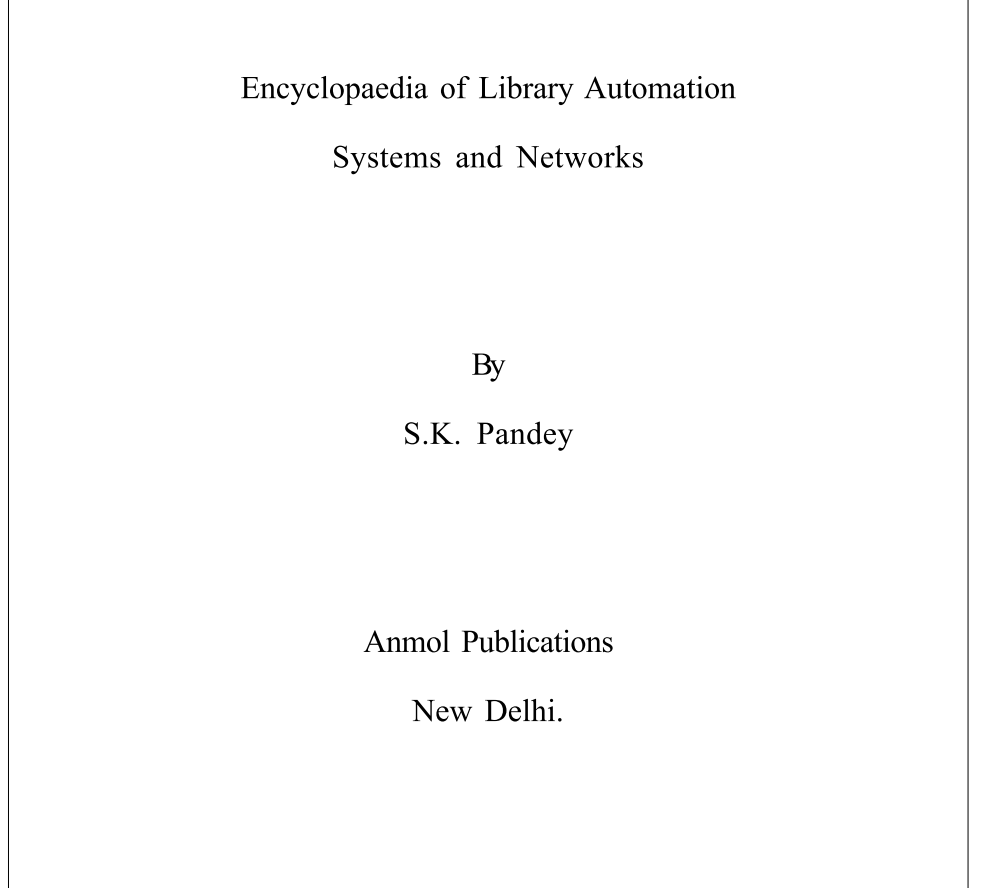 Encyclopaedia of Library Automation
Systems and Networks
By
S.K. Pandey
Anmol Publications
New Delhi.